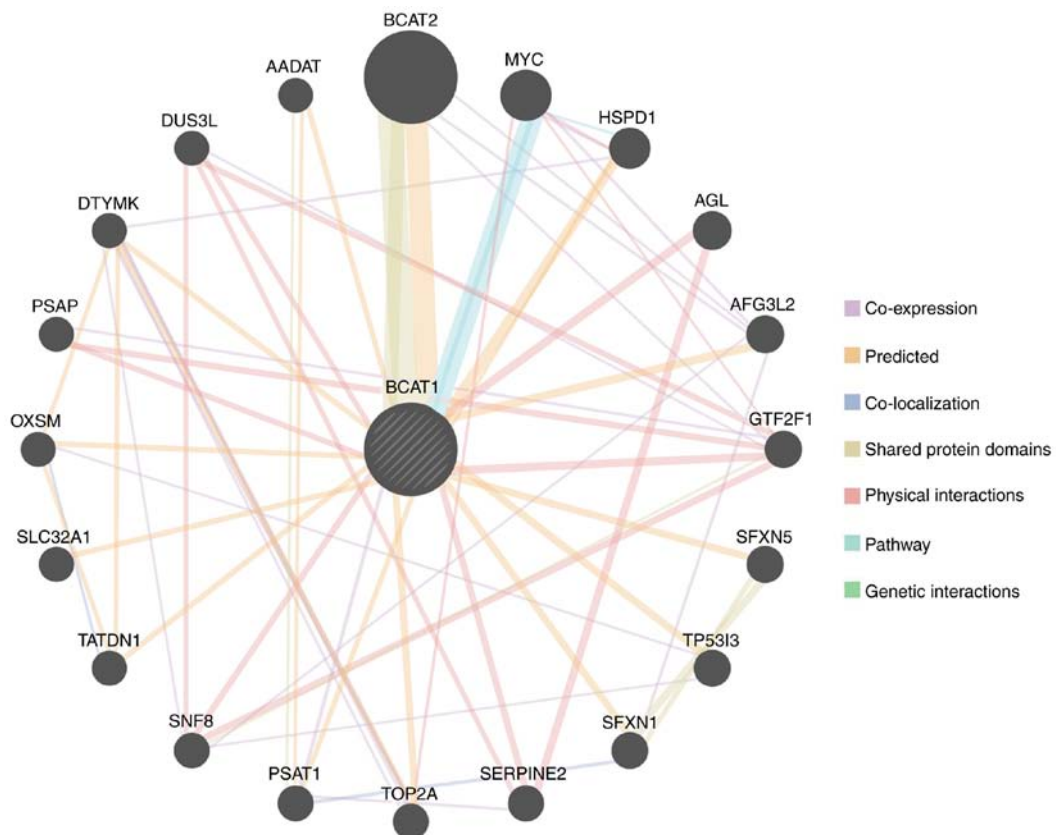 BCAT2
MYC
AADAT
HSPD1
DUS3L
AGL
DTYMK
AFG3L2
PSAP
BCAT1
GTF2F1
OXSM
SFXN5
SLC32A1
TP53I3
TATDN1
SFXN1
SNF8
SERPINE2
PSAT1
TOP2A
Co-expression
Predicted
Co-localization
Shared protein domains
Physical interactions
Pathway
Genetic interactions